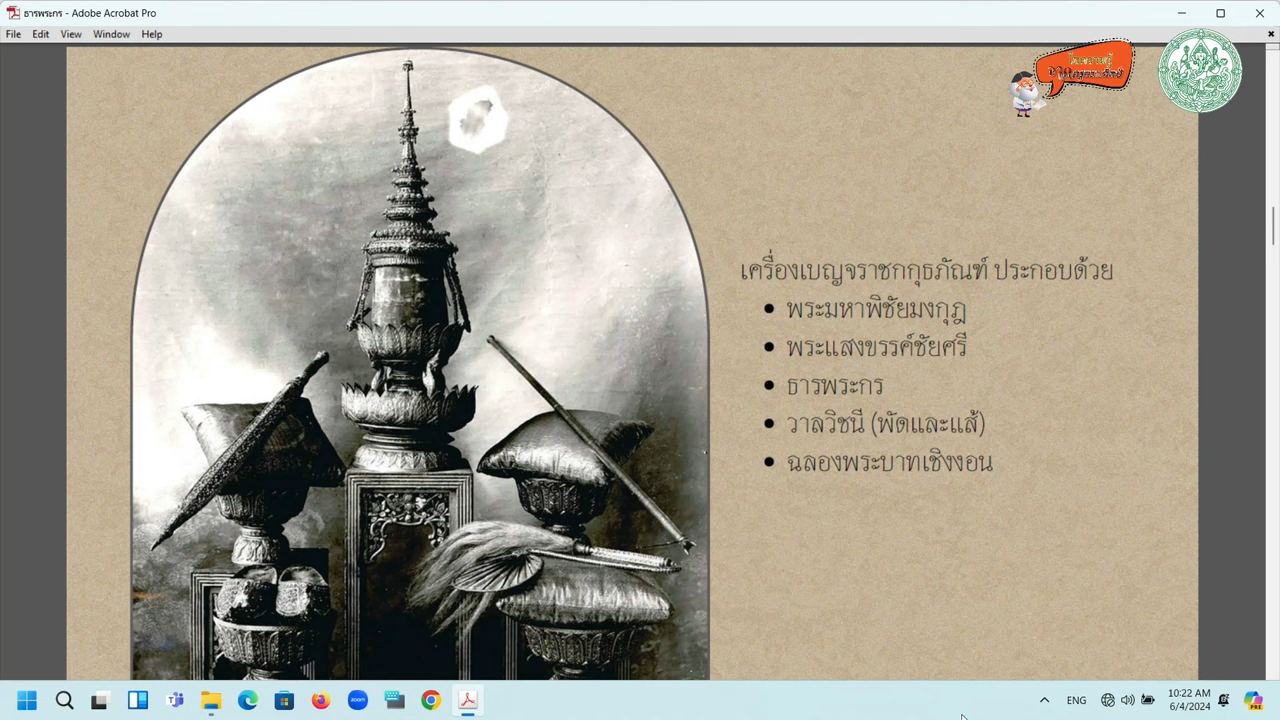 ธารพระกร - Adobe Acrobat Pro
File Edit View Window Help
เครื่องเบญจราชกกุธภัณฑ์ ประกอบด้วย
พระมหาพิชัยมงกุฎ
พระแสงขรรค์ชัยศรี
ธารพระกร
วาลวิชนี (พัดและแส้)
ฉลองพระบาทเชิงงอน
zoom
ENG
10:22 AM
6/4/2024
PRE